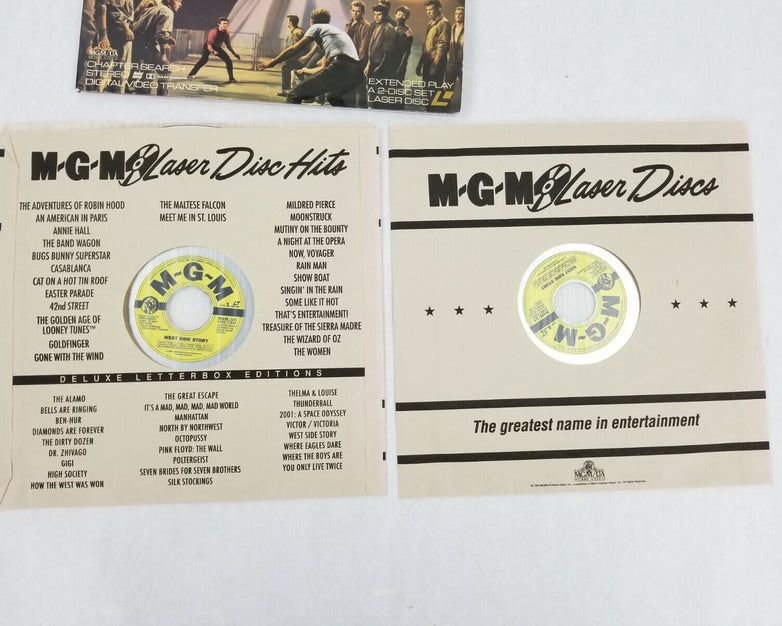 MGM/UA
CHAPTER SEARCH
STEREO
DIGITAL VIDEO TRANSFER
EXTENDED PLAY
A 2-DISC SET
LASER DISC
M-G-M Laser Disc Hits
THE ADVENTURES OF ROBIN HOOD
AN AMERICAN IN PARIS
ANNIE HALL
THE BAND WAGON
BUGS BUNNY SUPERSTAR
CASABLANCA
CAT ON A HOT TIN ROOF
EASTER PARADE
42nd STREET
THE GOLDEN AGE OF
LOONEY TUNES™
GOLDFINGER
GONE WITH THE WIND
THE MALTESE FALCON
MEET ME IN ST. LOUIS
MILDRED PIERCE
MOONSTRUCK
MUTINY ON THE BOUNTY
A NIGHT AT THE OPERA
NOW, VOYAGER
RAIN MAN
SHOW BOAT
SINGIN' IN THE RAIN
SOME LIKE IT HOT
THAT'S ENTERTAINMENT!
TREASURE OF THE SIERRA MADRE
THE WIZARD OF OZ
THE WOMEN
M-G-M
WEST SIDE STORY
DELUXE LETTERBOX EDITIONS
THE ALAMO
BELLS ARE RINGING
BEN-HUR
DIAMONDS ARE FOREVER
THE DIRTY DOZEN
DR. ZHIVAGO
GIGI
HIGH SOCIETY
HOW THE WEST WAS WON
THE GREAT ESCAPE
IT'S A MAD, MAD, MAD, MAD WORLD
MANHATTAN
NORTH BY NORTHWEST
OCTOPUSSY
PINK FLOYD: THE WALL
POLTERGEIST
SEVEN BRIDES FOR SEVEN BROTHERS
SILK STOCKINGS
THELMA & LOUISE
THUNDERBALL
2001: A SPACE ODYSSEY
VICTOR / VICTORIA
WEST SIDE STORY
WHERE EAGLES DARE
WHERE THE BOYS ARE
YOU ONLY LIVE TWICE
M-G-M Laser Discs
WEST SIDE STORY
M-G-M
The greatest name in entertainment
MGM/UA
HOME VIDEO